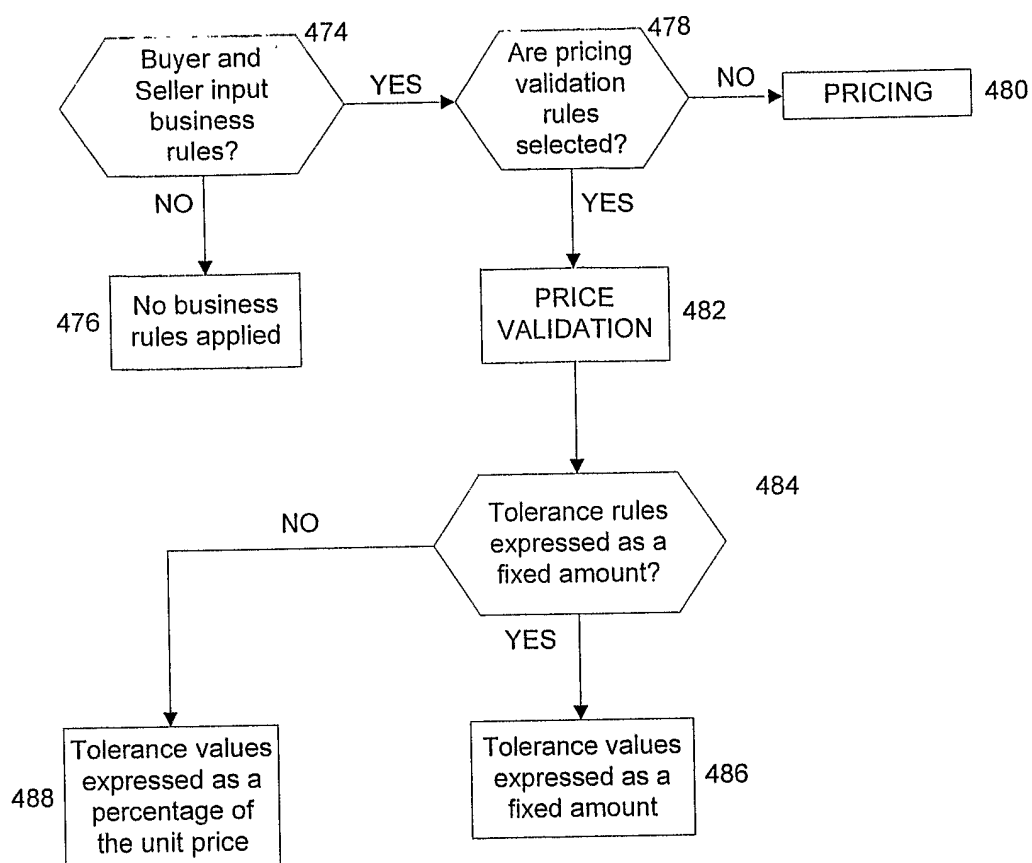 474
Buyer and
Seller input
business
rules?
YES
478
Are pricing
validation
rules
selected?
NO
PRICING
480
NO
YES
476
No business
rules applied
PRICE
VALIDATION
482
484
Tolerance rules
expressed as a
fixed amount?
NO
YES
488
Tolerance values
expressed as a
percentage of
the unit price
Tolerance values
expressed as a
fixed amount
486